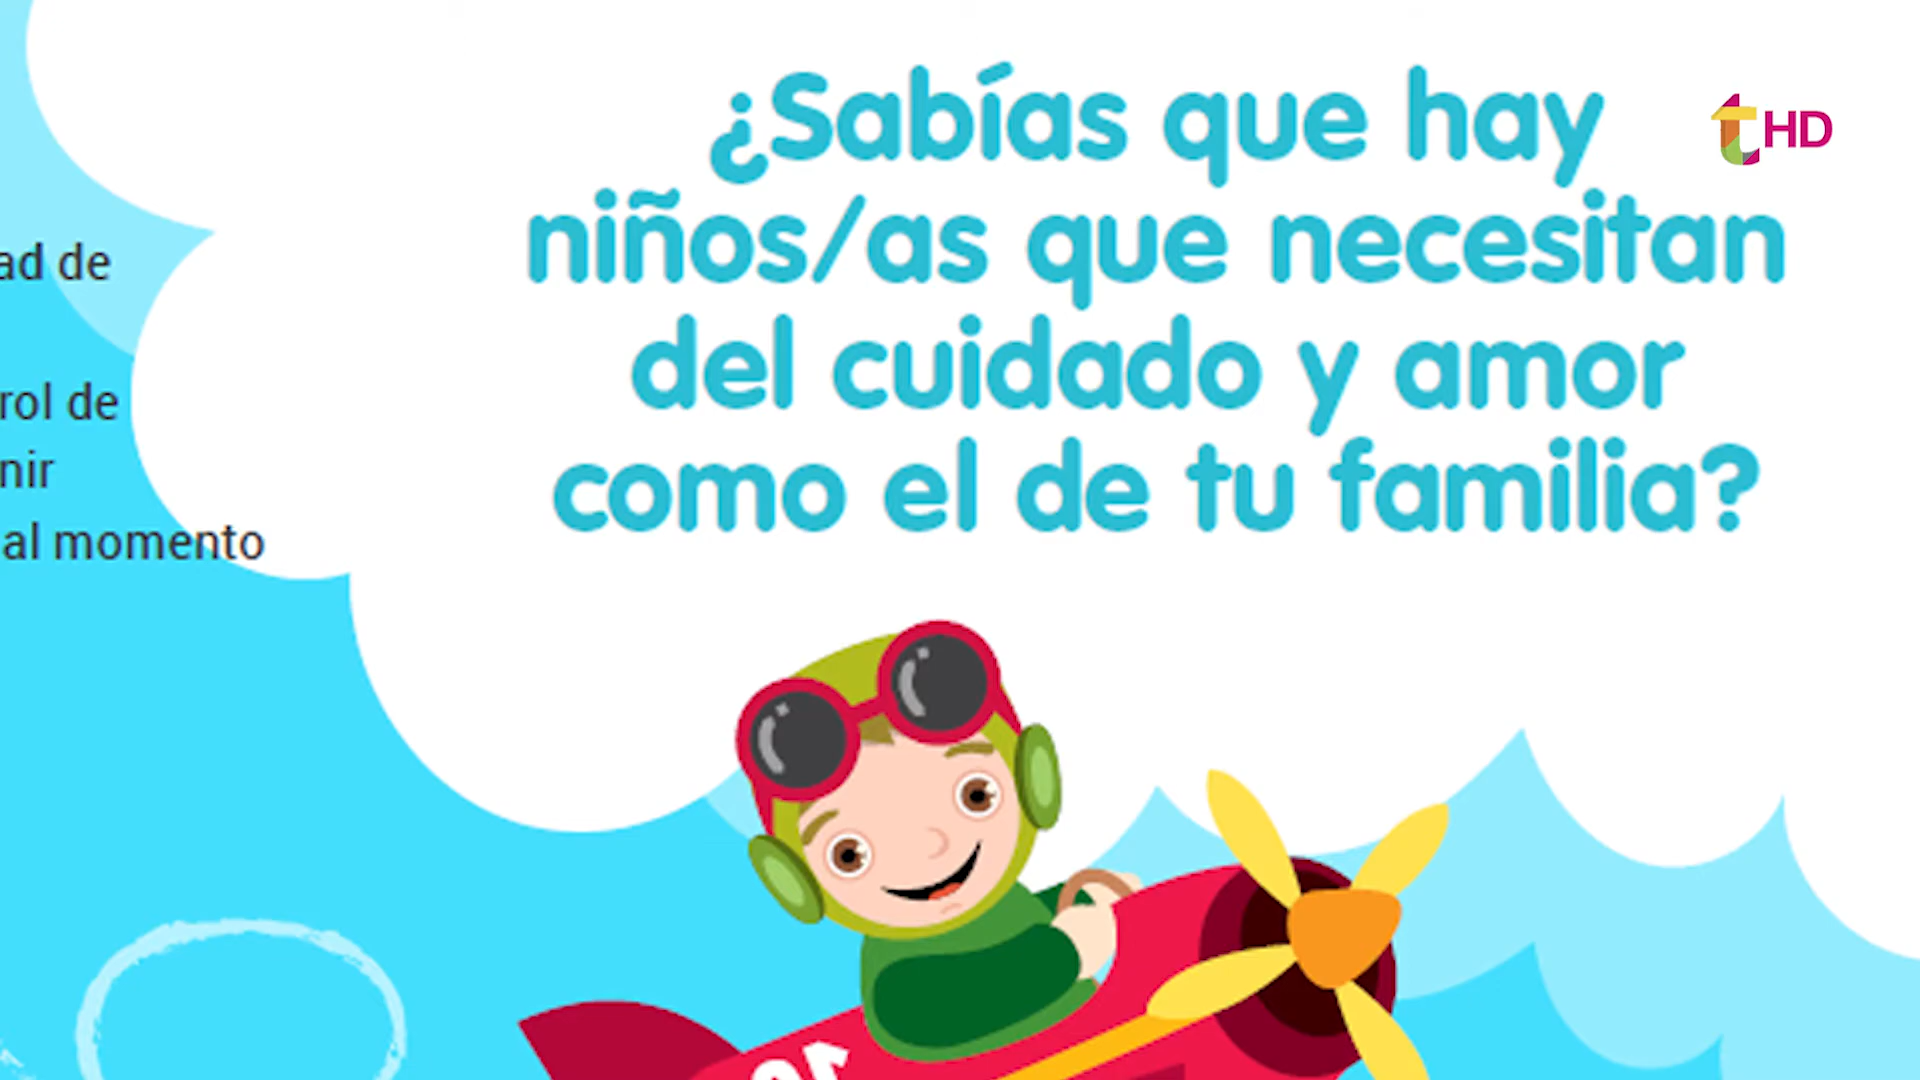 ¿Sabías que hay
niños/as que necesitan
del cuidado y amor
como el de tu familia?
tHD
ad de
rol de
nir
al momento